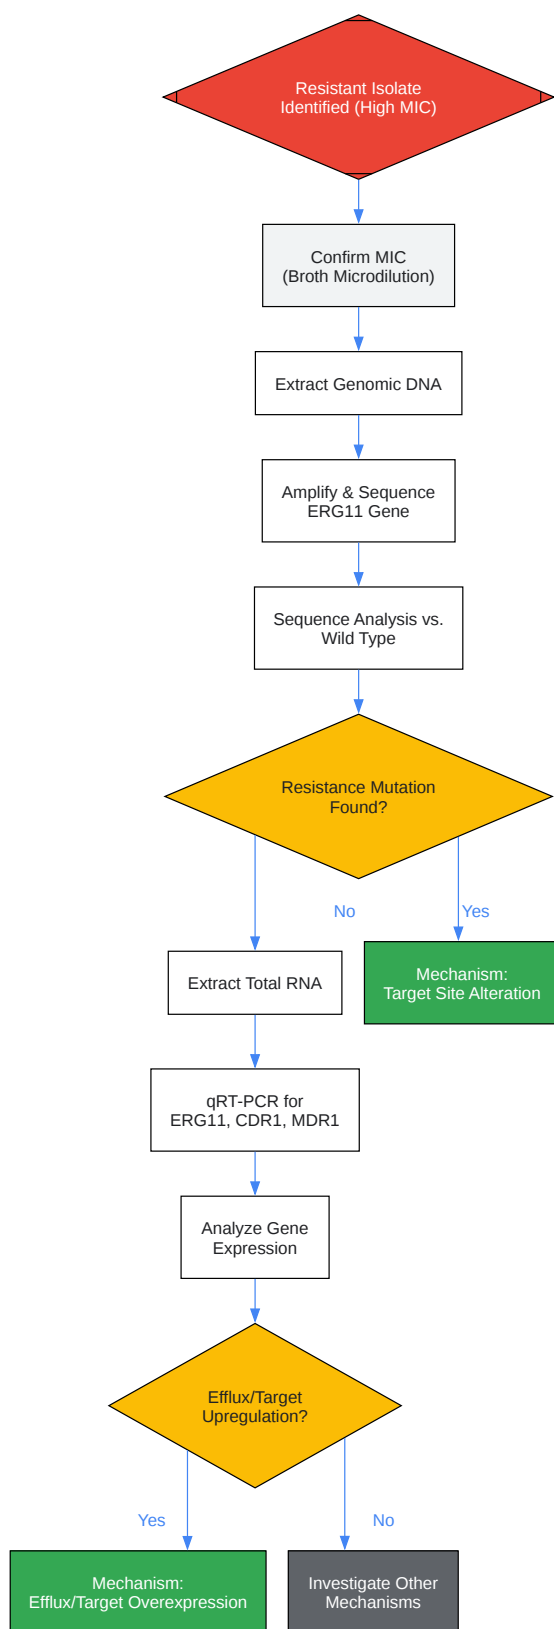 Resistant Isolate
Identified (High MIC)
Confirm MIC
(Broth Microdilution)
Extract Genomic DNA
Amplify & Sequence
ERG11 Gene
Sequence Analysis vs.
Wild Type
Resistance Mutation
Found?
No
Yes
Extract Total RNA
Mechanism:
Target Site Alteration
qRT-PCR for
ERG11, CDR1, MDR1
Analyze Gene
Expression
Efflux/Target
Upregulation?
Yes
No
Mechanism:
Efflux/Target Overexpression
Investigate Other
Mechanisms